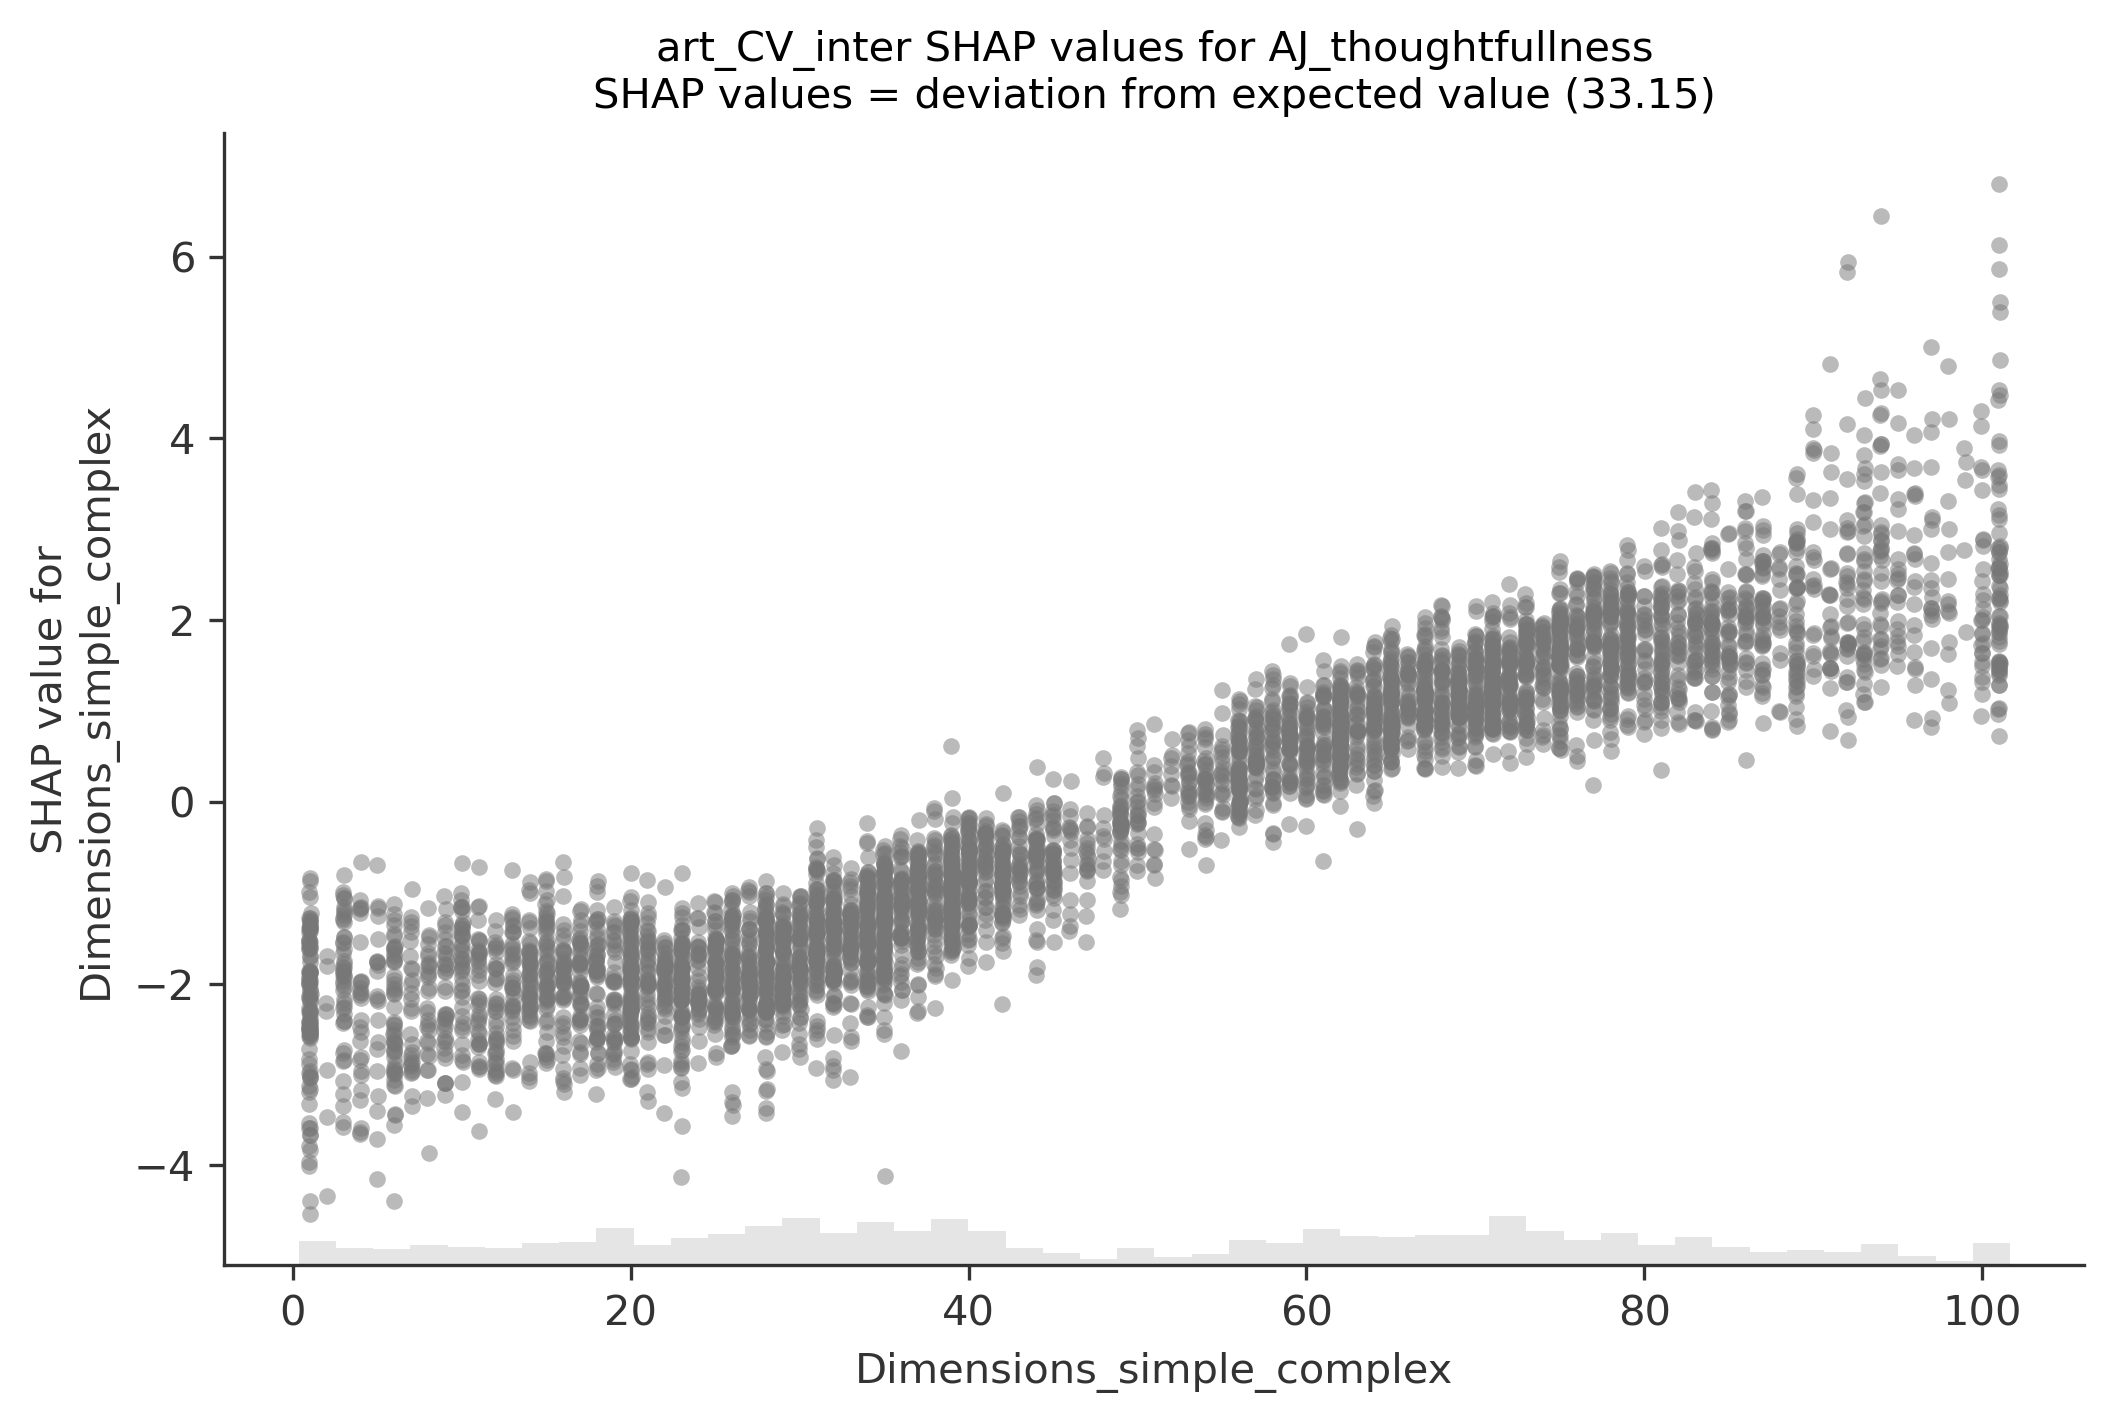 art_CV_inter SHAP values for AJ_thoughtfullness
SHAP values = deviation from expected value (33.15)
SHAP value for
Dimensions_simple_complex
6
4
2
0
−2
−4
0 20 40 60 80 100
Dimensions_simple_complex